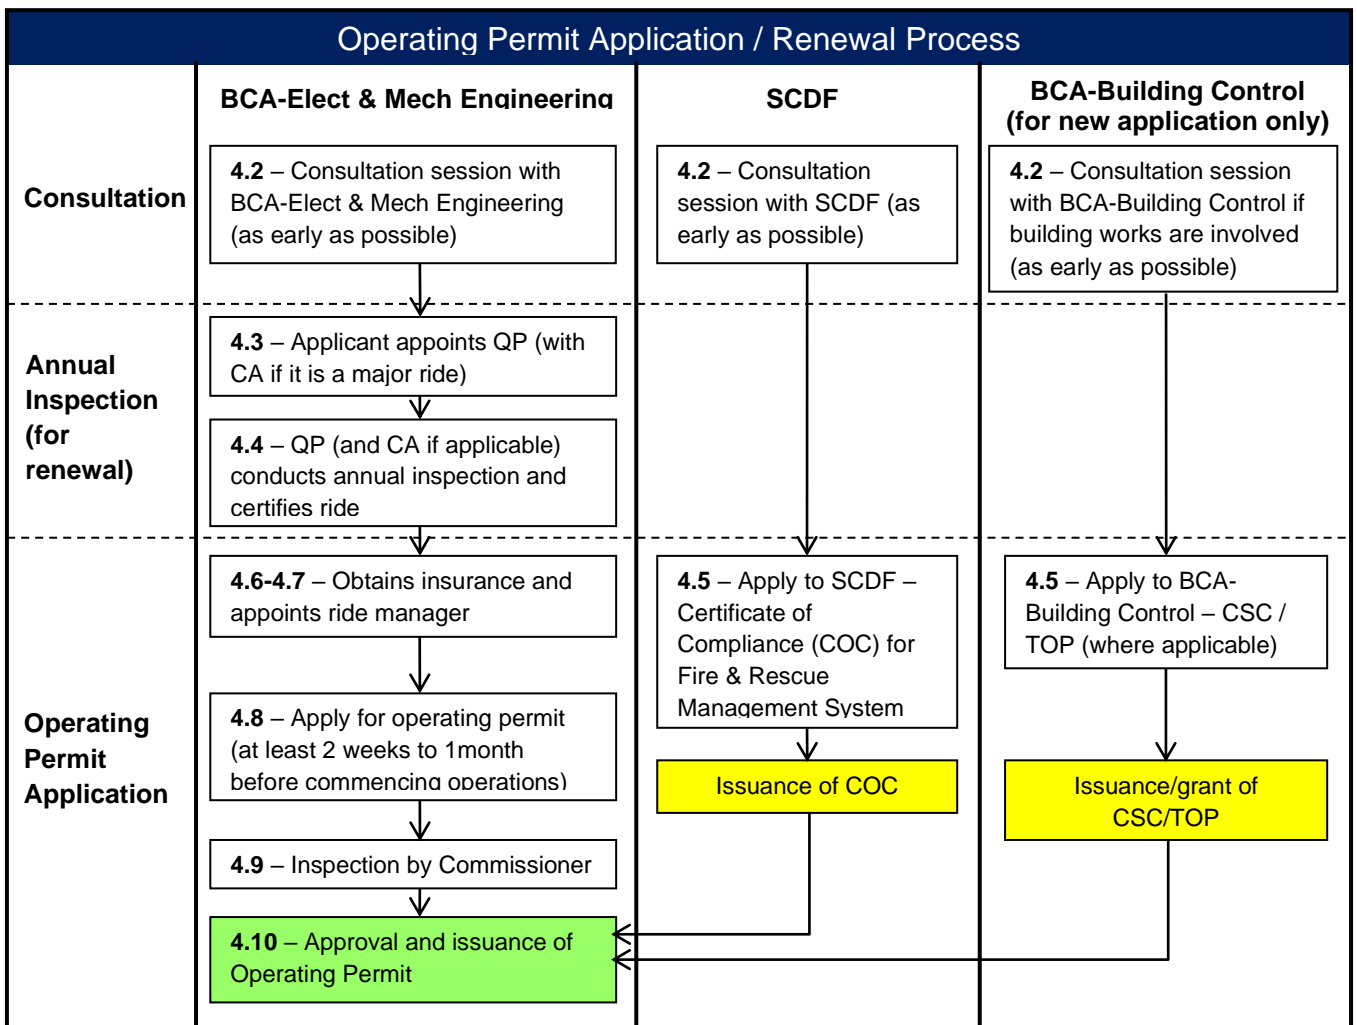 Operating Permit Application / Renewal Process
BCA-Elect & Mech Engineering
SCDF
BCA-Building Control
(for new application only)
Consultation
4.2 – Consultation session with
BCA-Elect & Mech Engineering
(as early as possible)
4.2 – Consultation
session with SCDF (as
early as possible)
4.2 – Consultation session
with BCA-Building Control if
building works are involved
(as early as possible)
Annual
Inspection
(for
renewal)
4.3 – Applicant appoints QP (with
CA if it is a major ride)
4.4 – QP (and CA if applicable)
conducts annual inspection and
certifies ride
Operating
Permit
Application
4.6-4.7 – Obtains insurance and
appoints ride manager
4.5 – Apply to SCDF –
Certificate of
Compliance (COC) for
Fire & Rescue
Management System
4.5 – Apply to BCA-
Building Control – CSC /
TOP (where applicable)
4.8 – Apply for operating permit
(at least 2 weeks to 1month
before commencing operations)
Issuance of COC
Issuance/grant of
CSC/TOP
4.9 – Inspection by Commissioner
4.10 – Approval and issuance of
Operating Permit